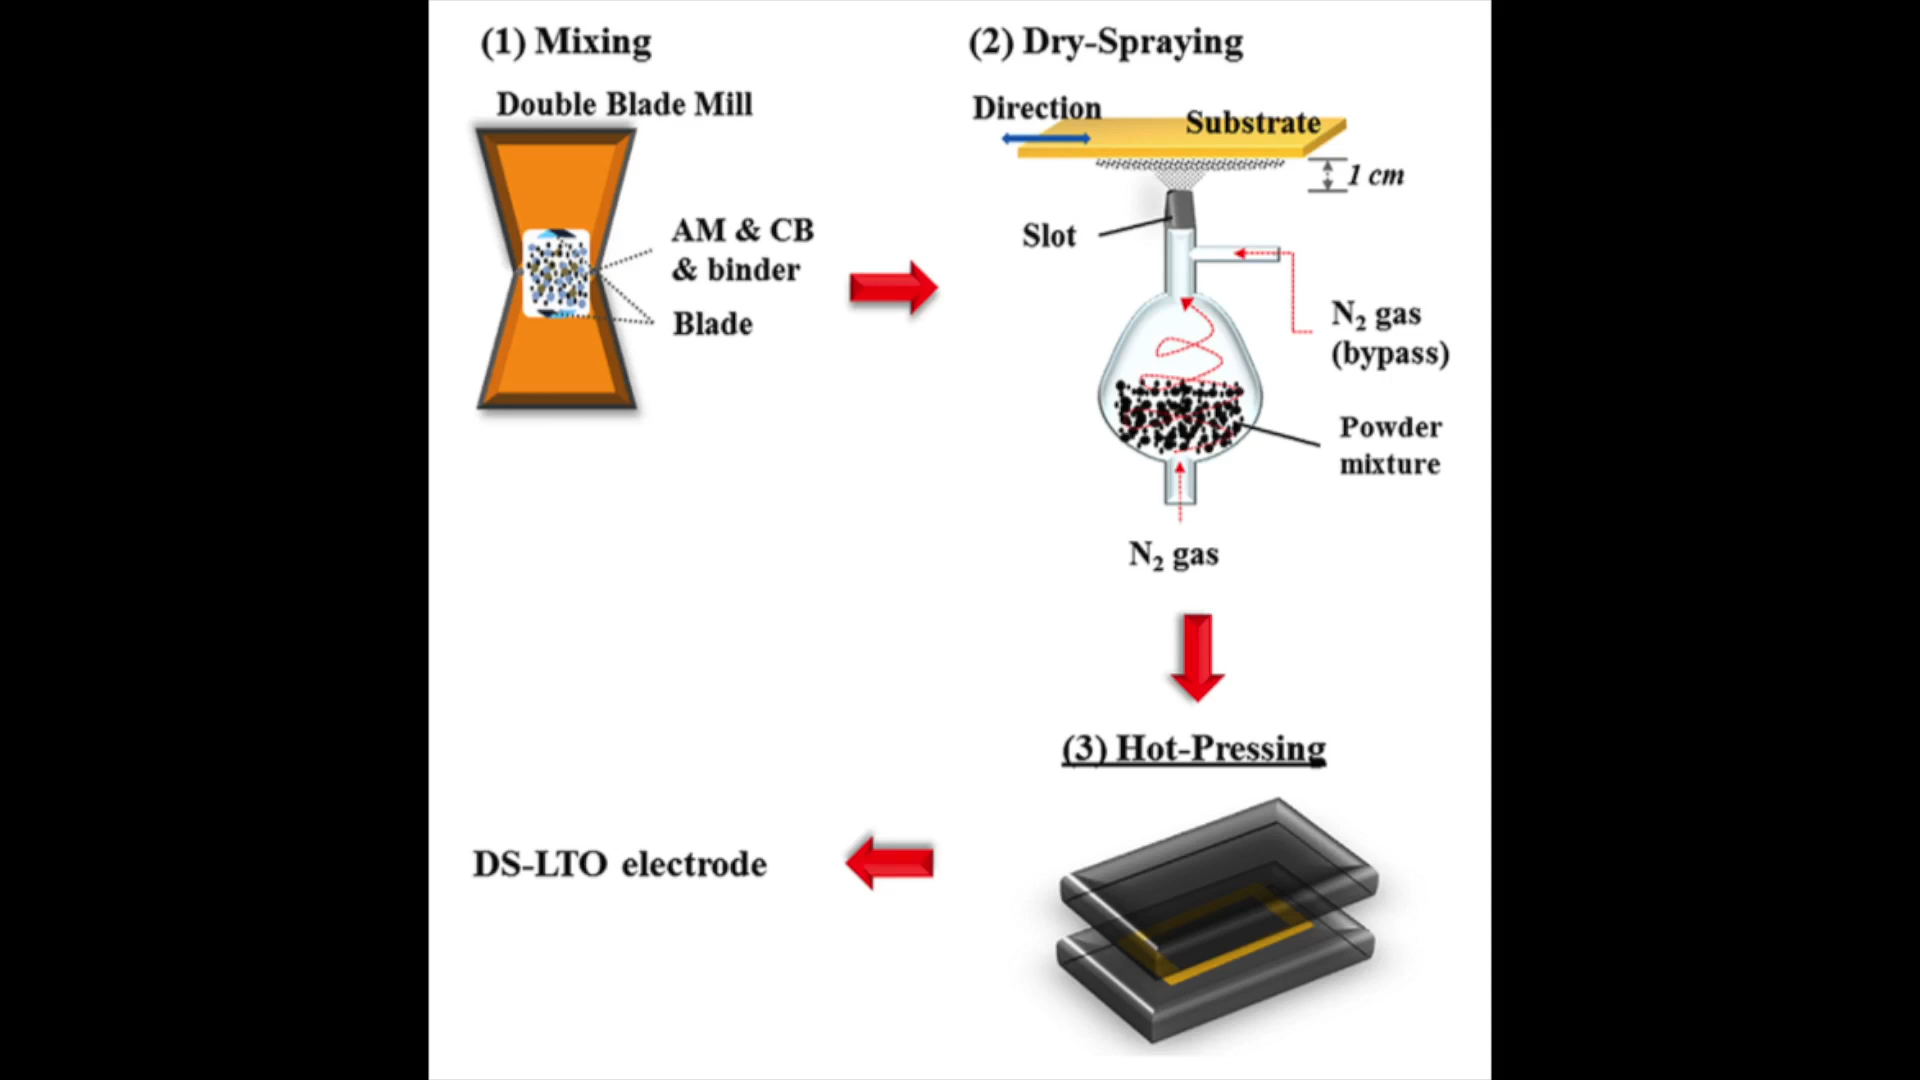 (1) Mixing
Double Blade Mill
AM & CB
& binder
Blade
(2) Dry-Spraying
Direction
Substrate
1 cm
Slot
N₂ gas
(bypass)
Powder
mixture
N₂ gas
(3) Hot-Pressing
DS-LTO electrode